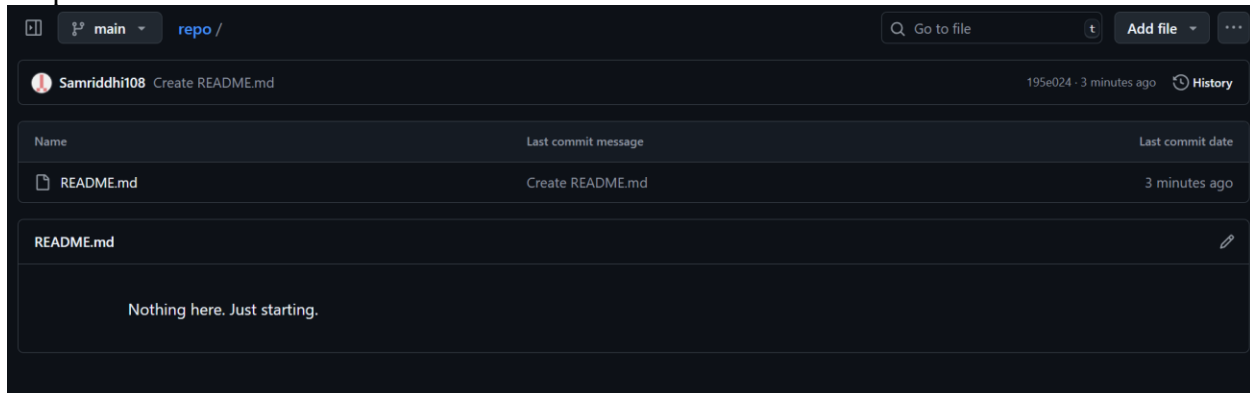 main repo / Go to file t Add file ...
Samriddhi108 Create README.md 195e024 · 3 minutes ago History
Name Last commit message Last commit date
README.md Create README.md 3 minutes ago
README.md
Nothing here. Just starting.